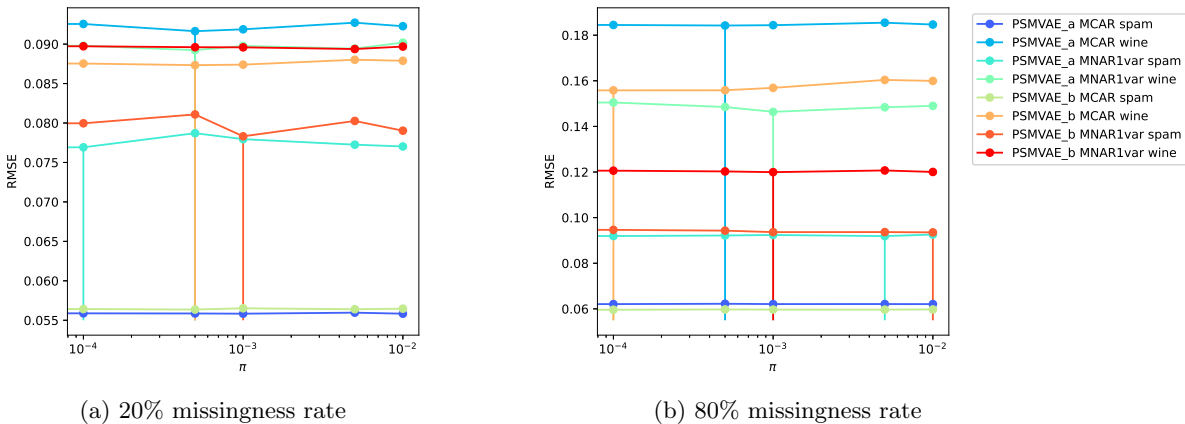 0.090
0.085
0.080
0.075
0.070
0.065
0.060
0.055
RMSE
10⁻⁴
10⁻³
10⁻²
π
(a) 20% missingness rate
0.18
0.16
0.14
0.12
0.10
0.08
0.06
RMSE
10⁻⁴
10⁻³
10⁻²
π
(b) 80% missingness rate
PSMVAE_a MCAR spam
PSMVAE_a MCAR wine
PSMVAE_a MNAR1var spam
PSMVAE_a MNAR1var wine
PSMVAE_b MCAR spam
PSMVAE_b MCAR wine
PSMVAE_b MNAR1var spam
PSMVAE_b MNAR1var wine